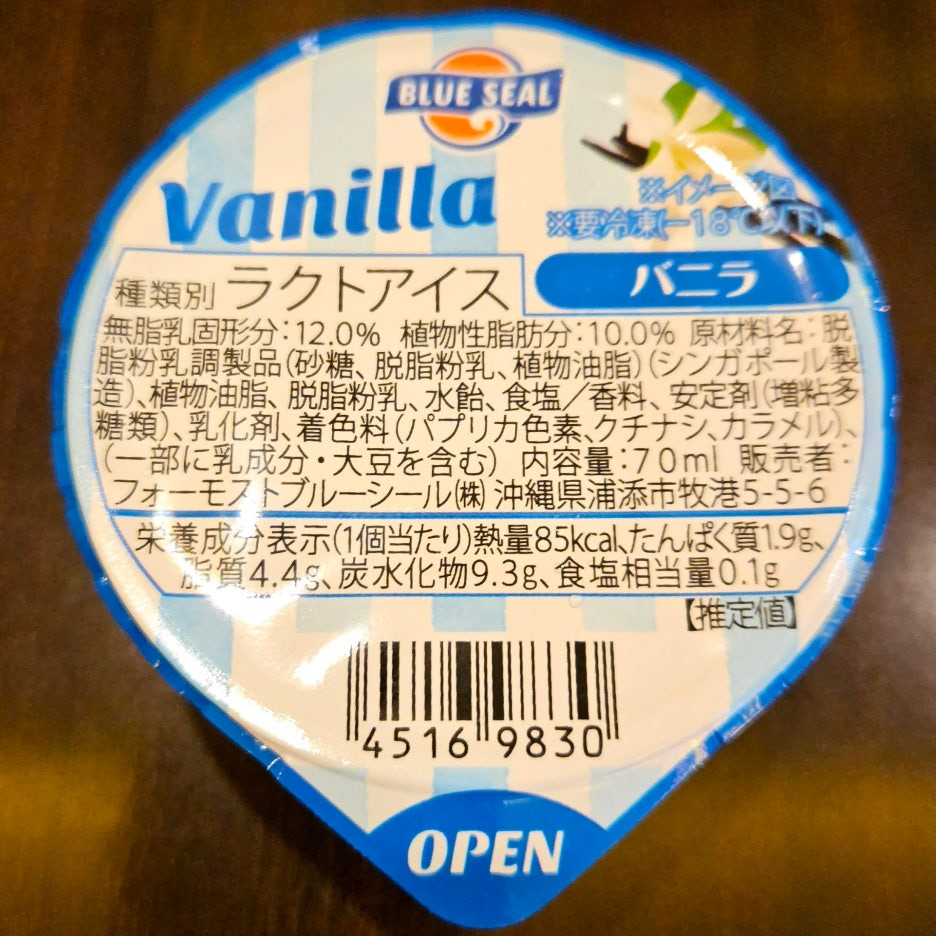 BLUE SEAL
Vanilla
※イメージ図
※要冷凍(−18℃以下)
種類別 ラクトアイス
バニラ
無脂乳固形分:12.0% 植物性脂肪分:10.0% 原材料名:脱
脂粉乳調製品(砂糖、脱脂粉乳、植物油脂)(シンガポール製
造)、植物油脂、脱脂粉乳、水飴、食塩/香料、安定剤(増粘多
糖類)、乳化剤、着色料(パプリカ色素、クチナシ、カラメル)、
(一部に乳成分・大豆を含む) 内容量:70ml 販売者:
フォーモストブルーシール㈱ 沖縄県浦添市牧港5-5-6
栄養成分表示(1個当たり)熱量85kcal、たんぱく質1.9g、
脂質4.4g、炭水化物9.3g、食塩相当量0.1g
【推定値】
4516 9830
OPEN